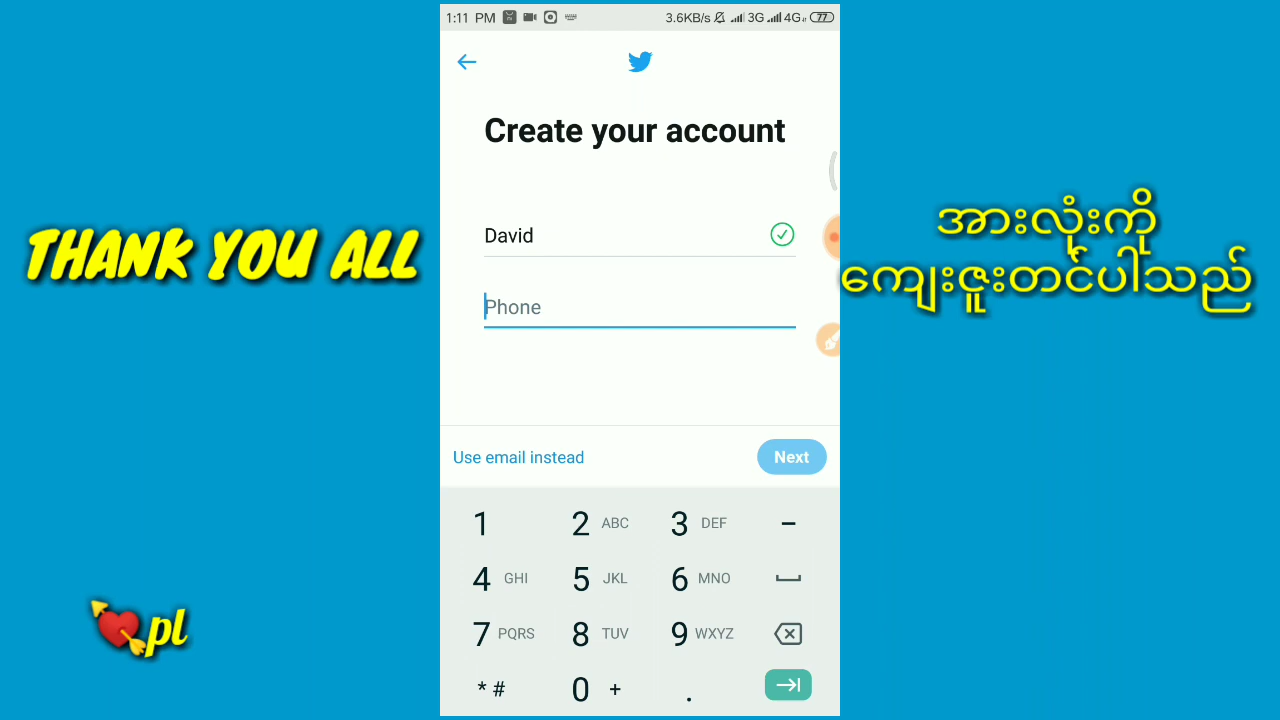 1:11 PM 3.6KB/s 3G 4G 77
Create your account
David
Phone
Use email instead
Next
1 2 ABC 3 DEF -
4 GHI 5 JKL 6 MNO
7 PQRS 8 TUV 9 WXYZ
* # 0 + .
THANK YOU ALL
pl
အားလုံးကို
ကျေးဇူးတင်ပါသည်